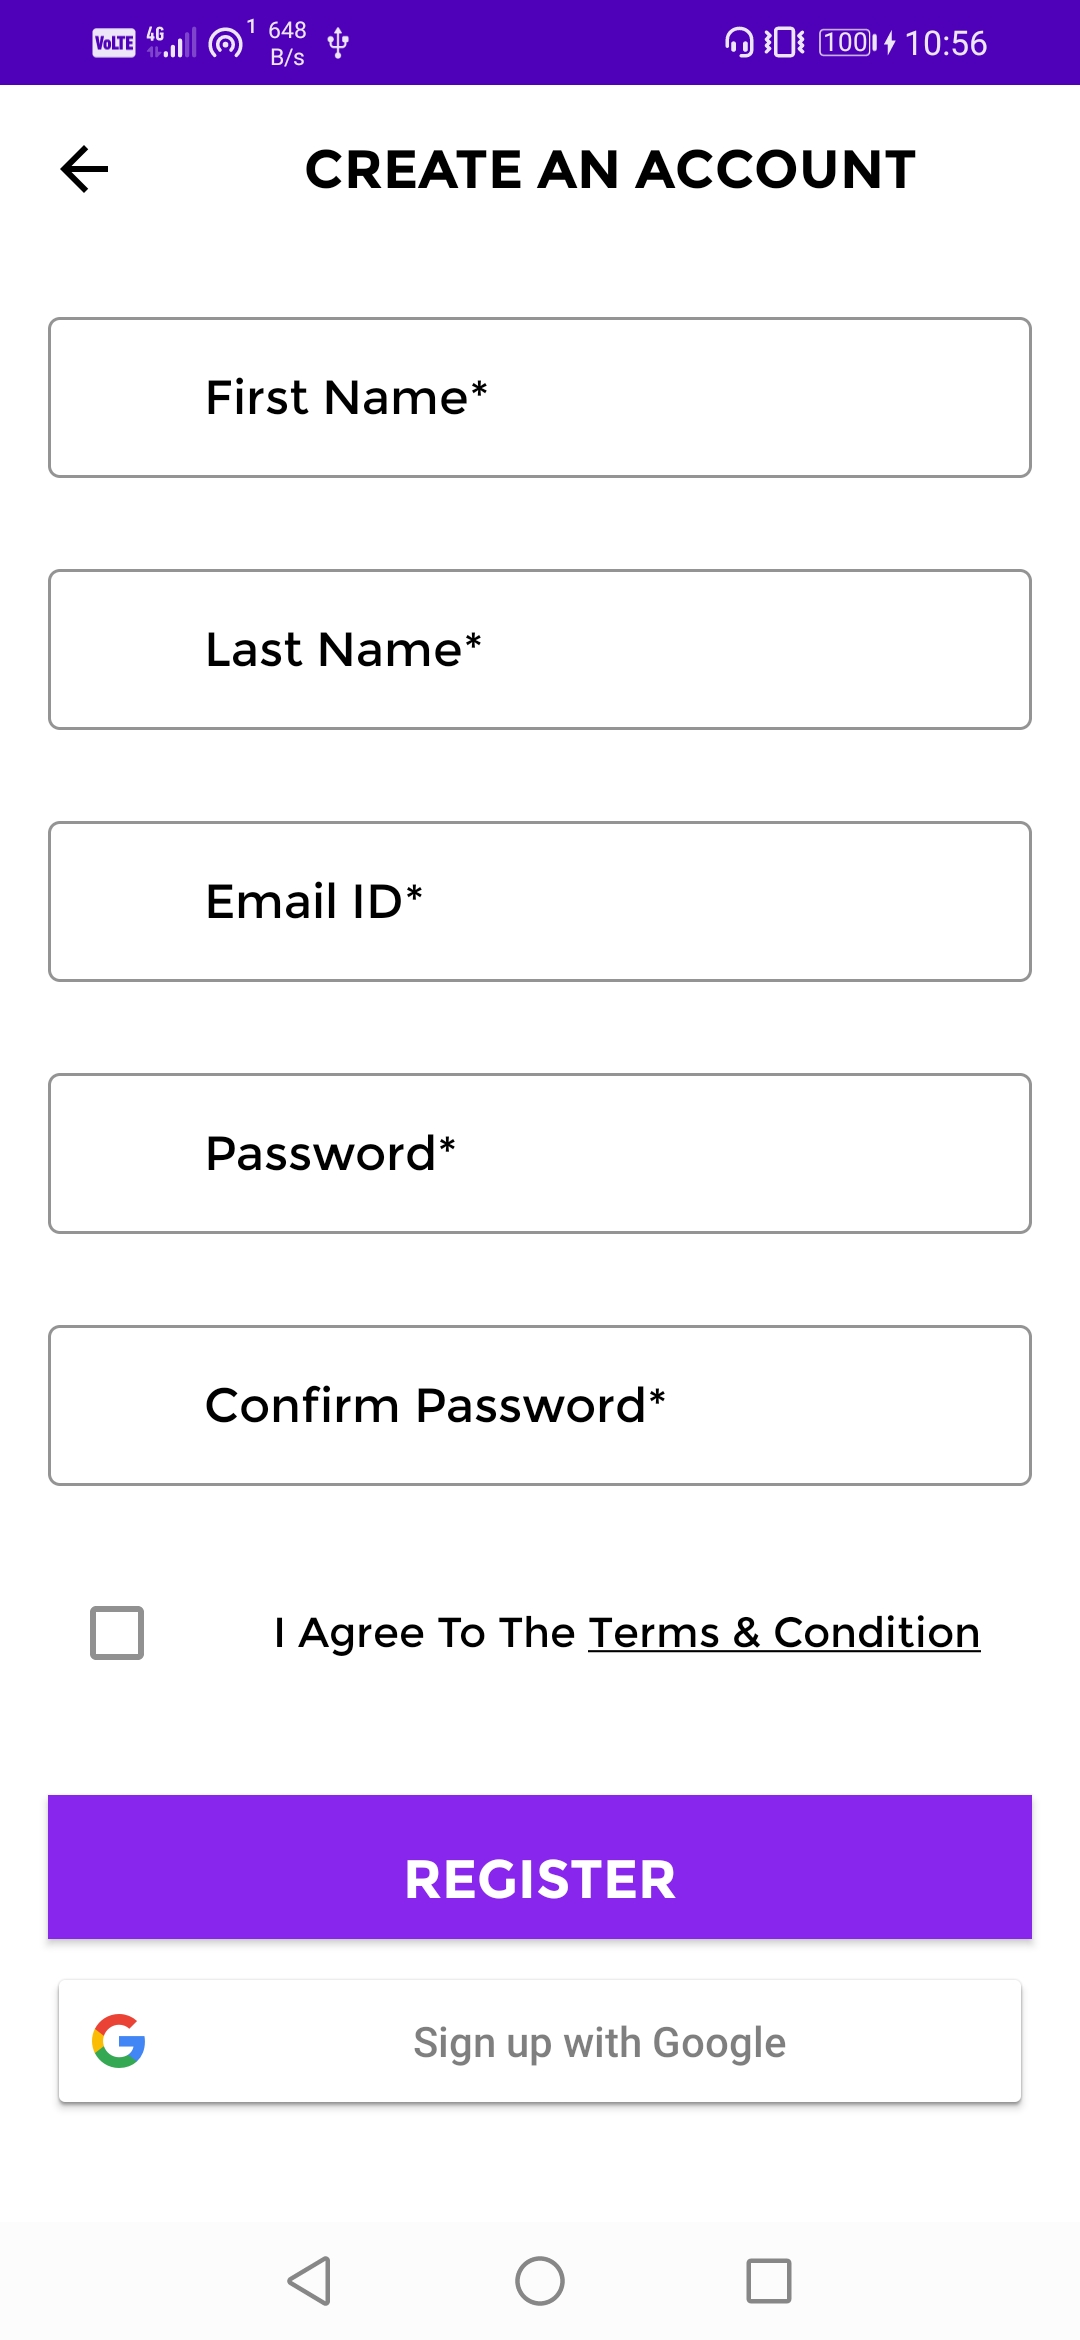 VoLTE 4G 1 648 B/s 100 10:56
CREATE AN ACCOUNT
First Name*
Last Name*
Email ID*
Password*
Confirm Password*
I Agree To The Terms & Condition
REGISTER
Sign up with Google